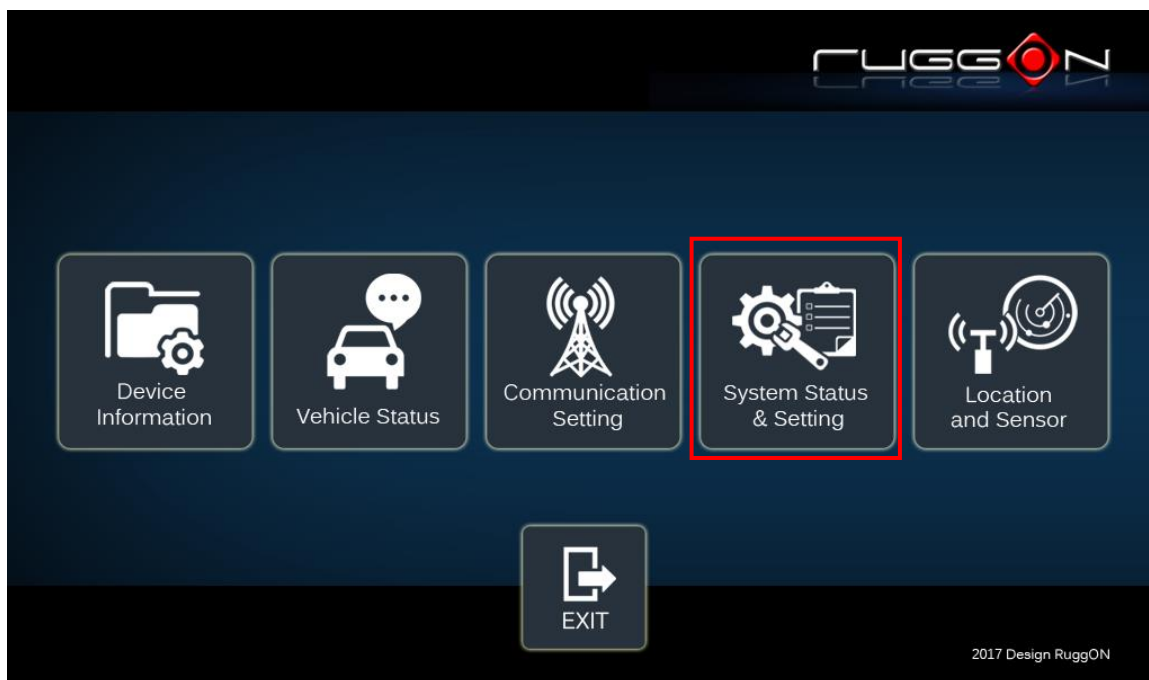 ruggON
Device
Information
Vehicle Status
Communication
Setting
System Status
& Setting
Location
and Sensor
EXIT
2017 Design RuggON